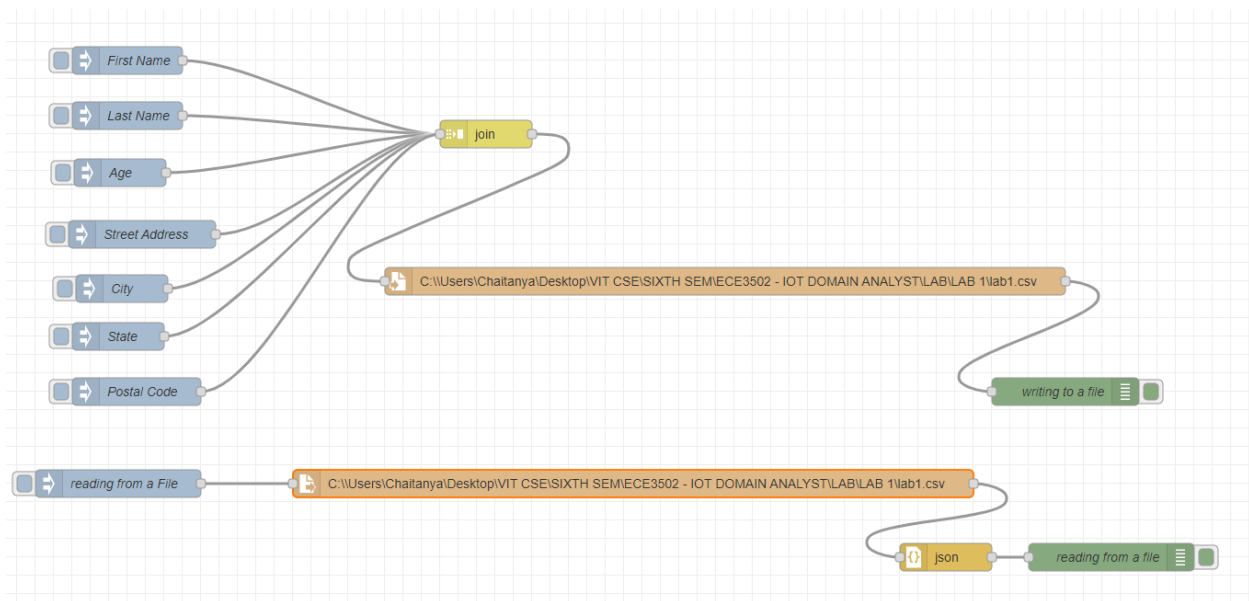 First Name
Last Name
join
Age
Street Address
C:\\Users\Chaitanya\Desktop\VIT CSE\SIXTH SEM\ECE3502 - IOT DOMAIN ANALYST\LAB\LAB 1\lab1.csv
City
State
Postal Code
writing to a file
reading from a File
C:\\Users\Chaitanya\Desktop\VIT CSE\SIXTH SEM\ECE3502 - IOT DOMAIN ANALYST\LAB\LAB 1\lab1.csv
json
reading from a file